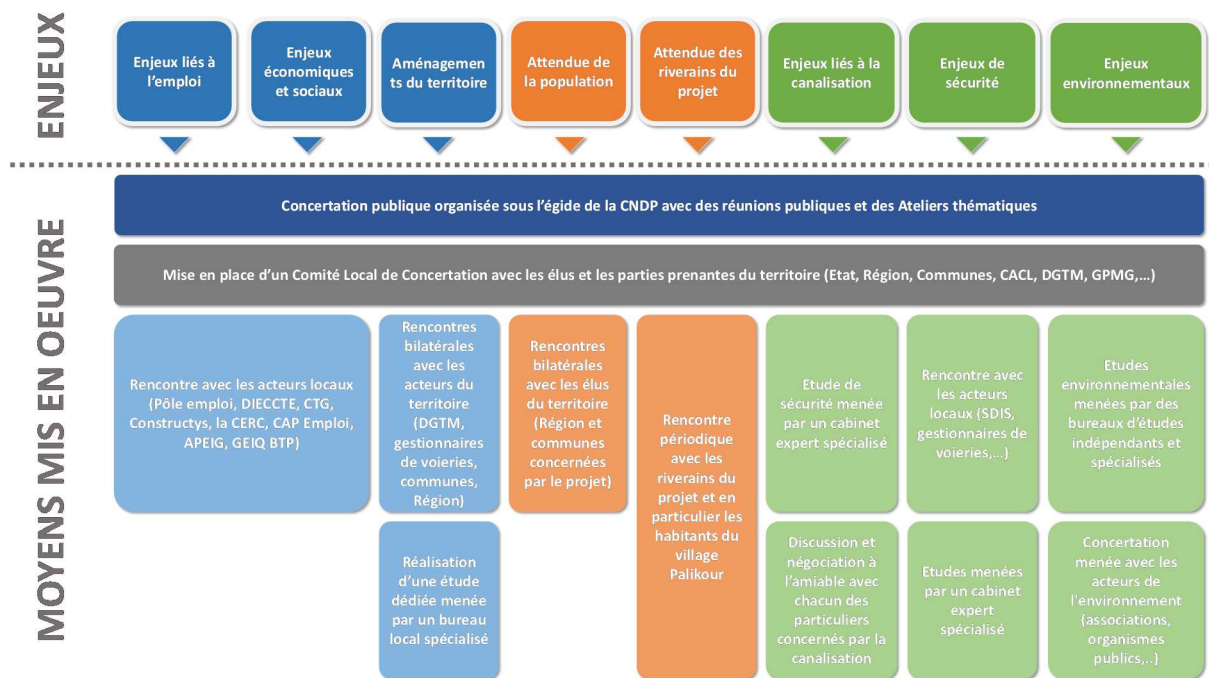 ENJEUX
Enjeux liés à
l'emploi
Enjeux
économiques
et sociaux
Aménagemen
ts du territoire
Attendue de
la population
Attendue des
riverains du
projet
Enjeux liés à la
canalisation
Enjeux de
sécurité
Enjeux
environnementaux
MOYENS MIS EN OEUVRE
Concertation publique organisée sous l'égide de la CNDP avec des réunions publiques et des Ateliers thématiques
Mise en place d'un Comité Local de Concertation avec les élus et les parties prenantes du territoire (Etat, Région, Communes, CACL, DGTM, GPMG,...)
Rencontre avec les acteurs locaux
(Pôle emploi, DIECCTE, CTG,
Constructys, la CERC, CAP Emploi,
APEIG, GEIQ BTP)
Rencontres
bilatérales
avec les
acteurs du
territoire
(DGTM,
gestionnaires
de voieries,
communes,
Région)
Réalisation
d'une étude
dédiée menée
par un bureau
local spécialisé
Rencontres
bilatérales
avec les élus
du territoire
(Région et
communes
concernées
par le projet)
Rencontre
périodique
avec les
riverains du
projet et en
particulier les
habitants du
village
Palikour
Etude de
sécurité menée
par un cabinet
expert spécialisé
Discussion et
négociation à
l'amiable avec
chacun des
particuliers
concernés par la
canalisation
Rencontre avec
les acteurs
locaux (SDIS,
gestionnaires de
voieries,...)
Etudes menées
par un cabinet
expert
spécialisé
Etudes
environnementales
menées par des
bureaux d'études
indépendants et
spécialisés
Concertation
menée avec les
acteurs de
l'environnement
(associations,
organismes
publics,..)